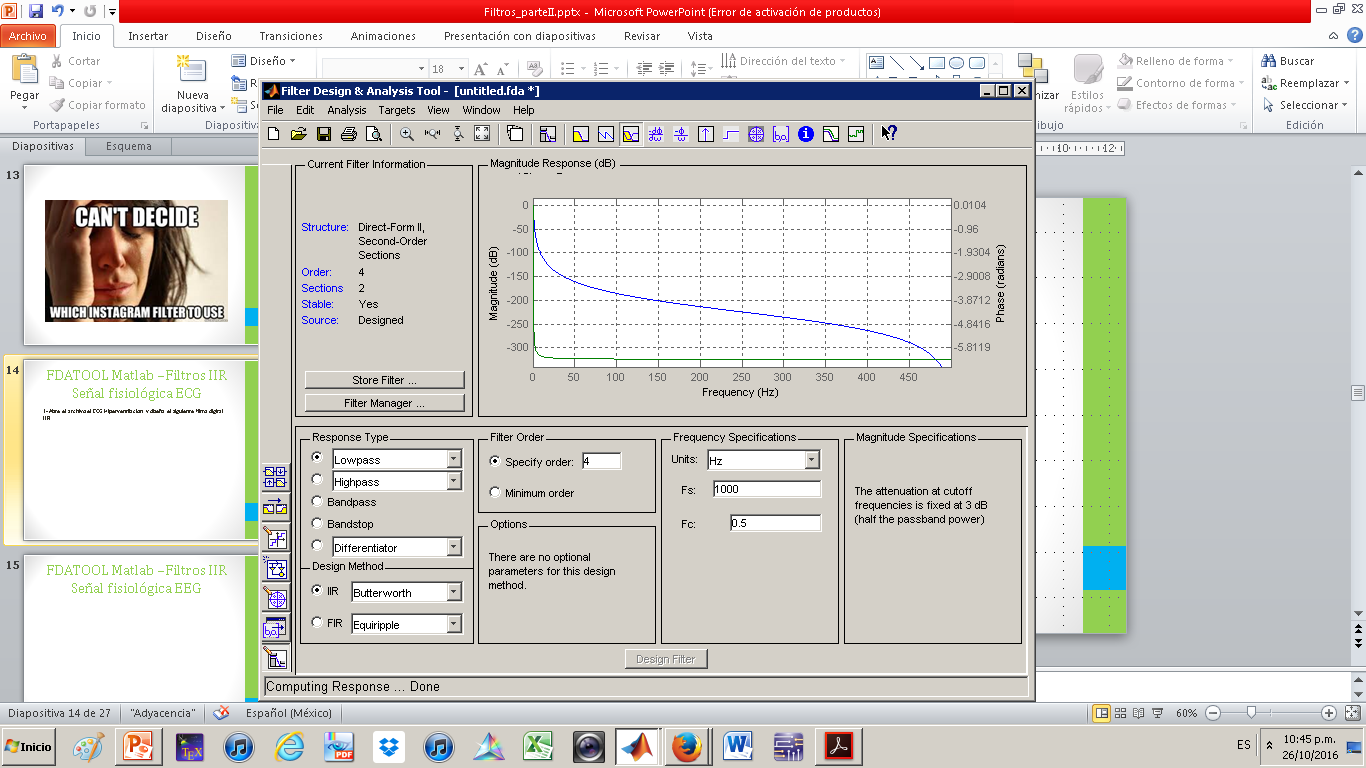 Filtros_parteII.pptx - Microsoft PowerPoint (Error de activación de productos)
Archivo Inicio Insertar Diseño Transiciones Animaciones Presentación con diapositivas Revisar Vista
Pegar
Cortar
Copiar
Copiar formato
Portapapeles
Nueva
diapositiva
Diseño
18
Dirección del texto
Estilos
rápidos
Relleno de forma
Contorno de forma
Efectos de formas
Buscar
Reemplazar
Seleccionar
Edición
Diapositivas Esquema
13
CAN'T DECIDE
WHICH INSTAGRAM FILTER TO USE
14
FDATOOL Matlab –Filtros IIR
Señal fisiológica ECG
15
FDATOOL Matlab –Filtros IIR
Señal fisiológica EEG
10 12
Filter Design & Analysis Tool - [untitled.fda *]
File Edit Analysis Targets View Window Help
Current Filter Information
Structure: Direct-Form II,
Second-Order
Sections
Order: 4
Sections 2
Stable: Yes
Source: Designed
Store Filter ...
Filter Manager ...
Magnitude Response (dB)
Magnitude (dB)
0
-50
-100
-150
-200
-250
-300
0 50 100 150 200 250 300 350 400 450
Frequency (Hz)
0.0104
-0.96
-1.9304
-2.9008
-3.8712
-4.8416
-5.8119
Phase (radians)
Response Type
Lowpass
Highpass
Bandpass
Bandstop
Differentiator
Design Method
IIR Butterworth
FIR Equiripple
Filter Order
Specify order: 4
Minimum order
Options
There are no optional
parameters for this design
method.
Frequency Specifications
Units: Hz
Fs: 1000
Fc: 0.5
Magnitude Specifications
The attenuation at cutoff
frequencies is fixed at 3 dB
(half the passband power)
Design Filter
Computing Response ... Done
Diapositiva 14 de 27 "Adyacencia" Español (México) 60%
Inicio
ES
10:45 p.m.
26/10/2016